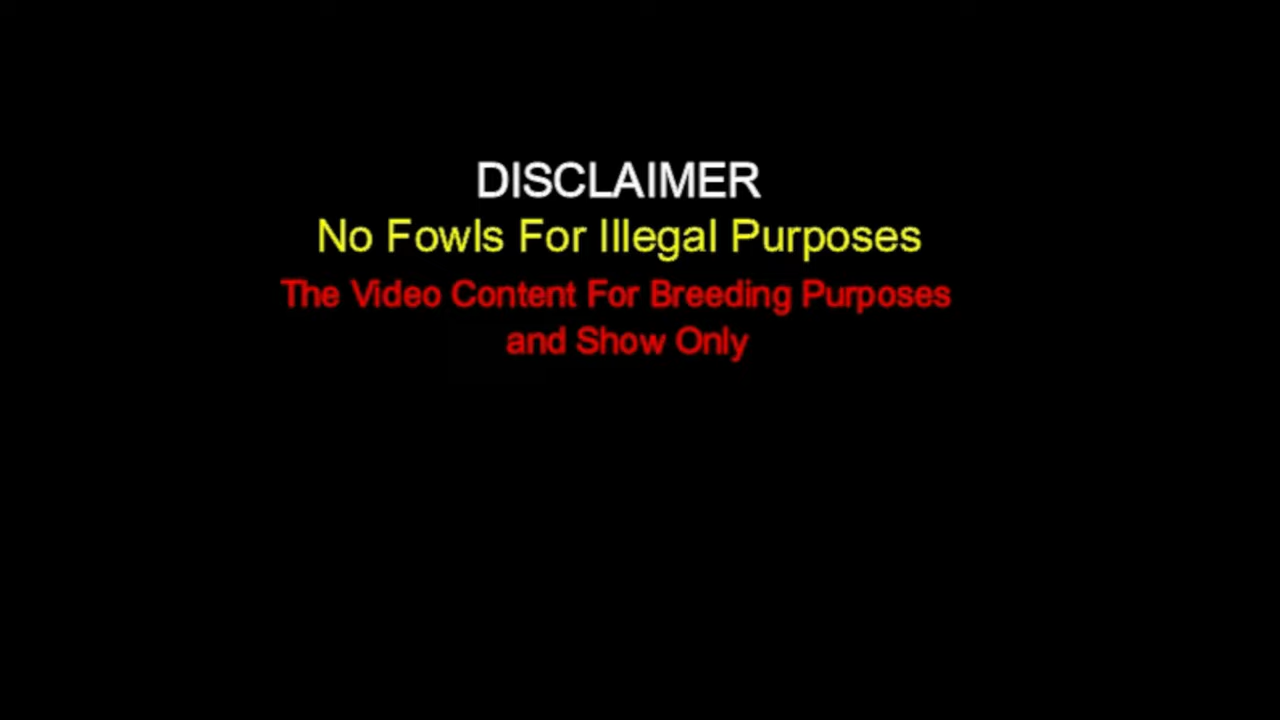 DISCLAIMER
No Fowls For Illegal Purposes
The Video Content For Breeding Purposes
and Show Only